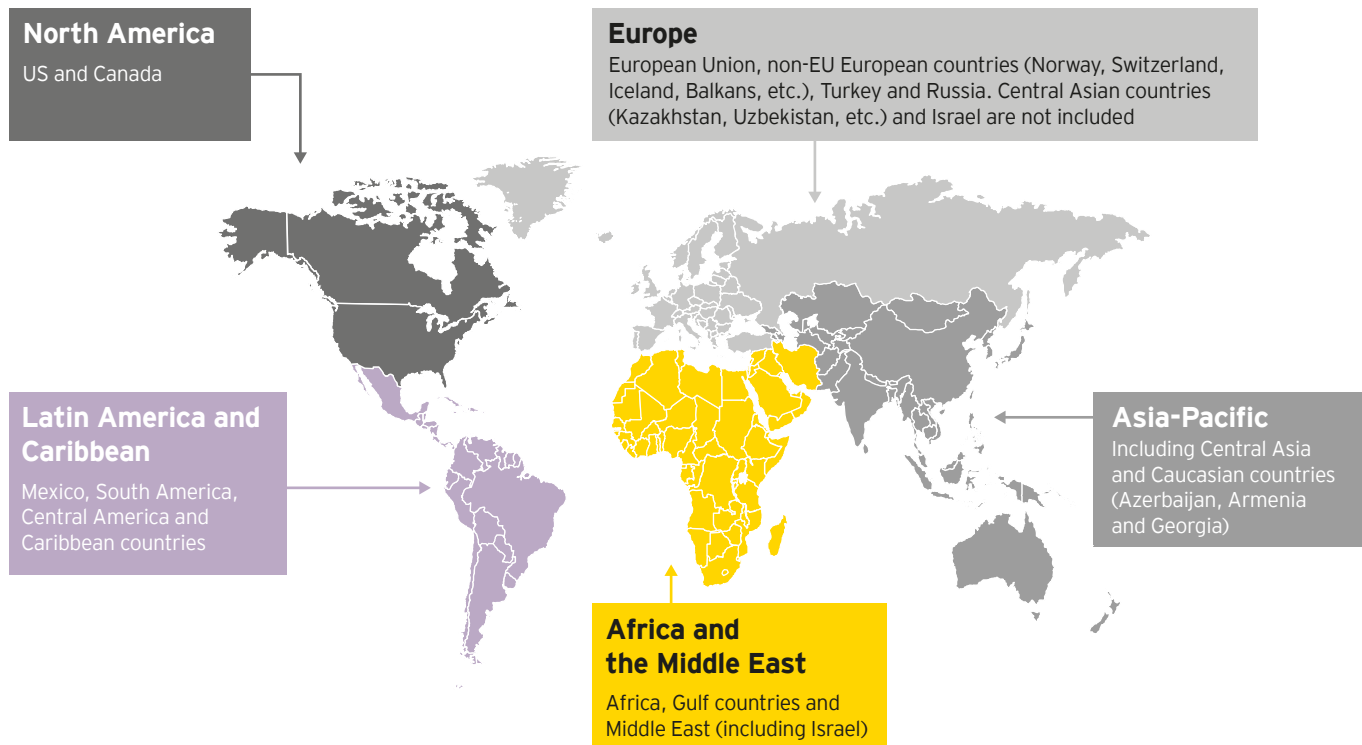 North America
US and Canada
Europe
European Union, non-EU European countries (Norway, Switzerland,
Iceland, Balkans, etc.), Turkey and Russia. Central Asian countries
(Kazakhstan, Uzbekistan, etc.) and Israel are not included
Latin America and
Caribbean
Mexico, South America,
Central America and
Caribbean countries
Asia-Pacific
Including Central Asia
and Caucasian countries
(Azerbaijan, Armenia
and Georgia)
Africa and
the Middle East
Africa, Gulf countries and
Middle East (including Israel)